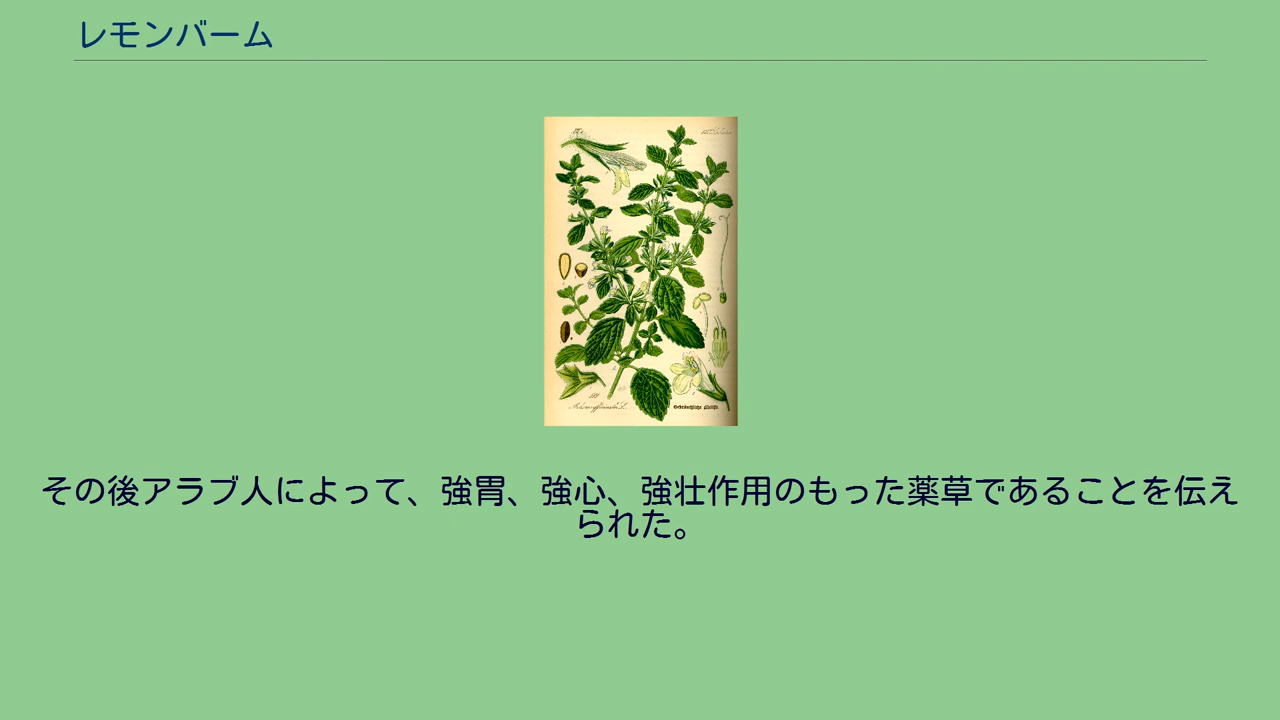 レモンバーム
その後アラブ人によって、強胃、強心、強壮作用のもった薬草であることを伝え
られた。